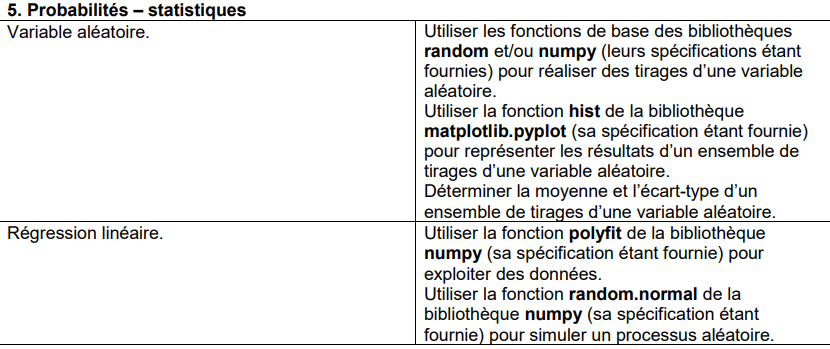 5. Probabilités – statistiques
Variable aléatoire.
Utiliser les fonctions de base des bibliothèques
random et/ou numpy (leurs spécifications étant
fournies) pour réaliser des tirages d'une variable
aléatoire.
Utiliser la fonction hist de la bibliothèque
matplotlib.pyplot (sa spécification étant fournie)
pour représenter les résultats d'un ensemble de
tirages d'une variable aléatoire.
Déterminer la moyenne et l'écart-type d'un
ensemble de tirages d'une variable aléatoire.
Régression linéaire.
Utiliser la fonction polyfit de la bibliothèque
numpy (sa spécification étant fournie) pour
exploiter des données.
Utiliser la fonction random.normal de la
bibliothèque numpy (sa spécification étant
fournie) pour simuler un processus aléatoire.